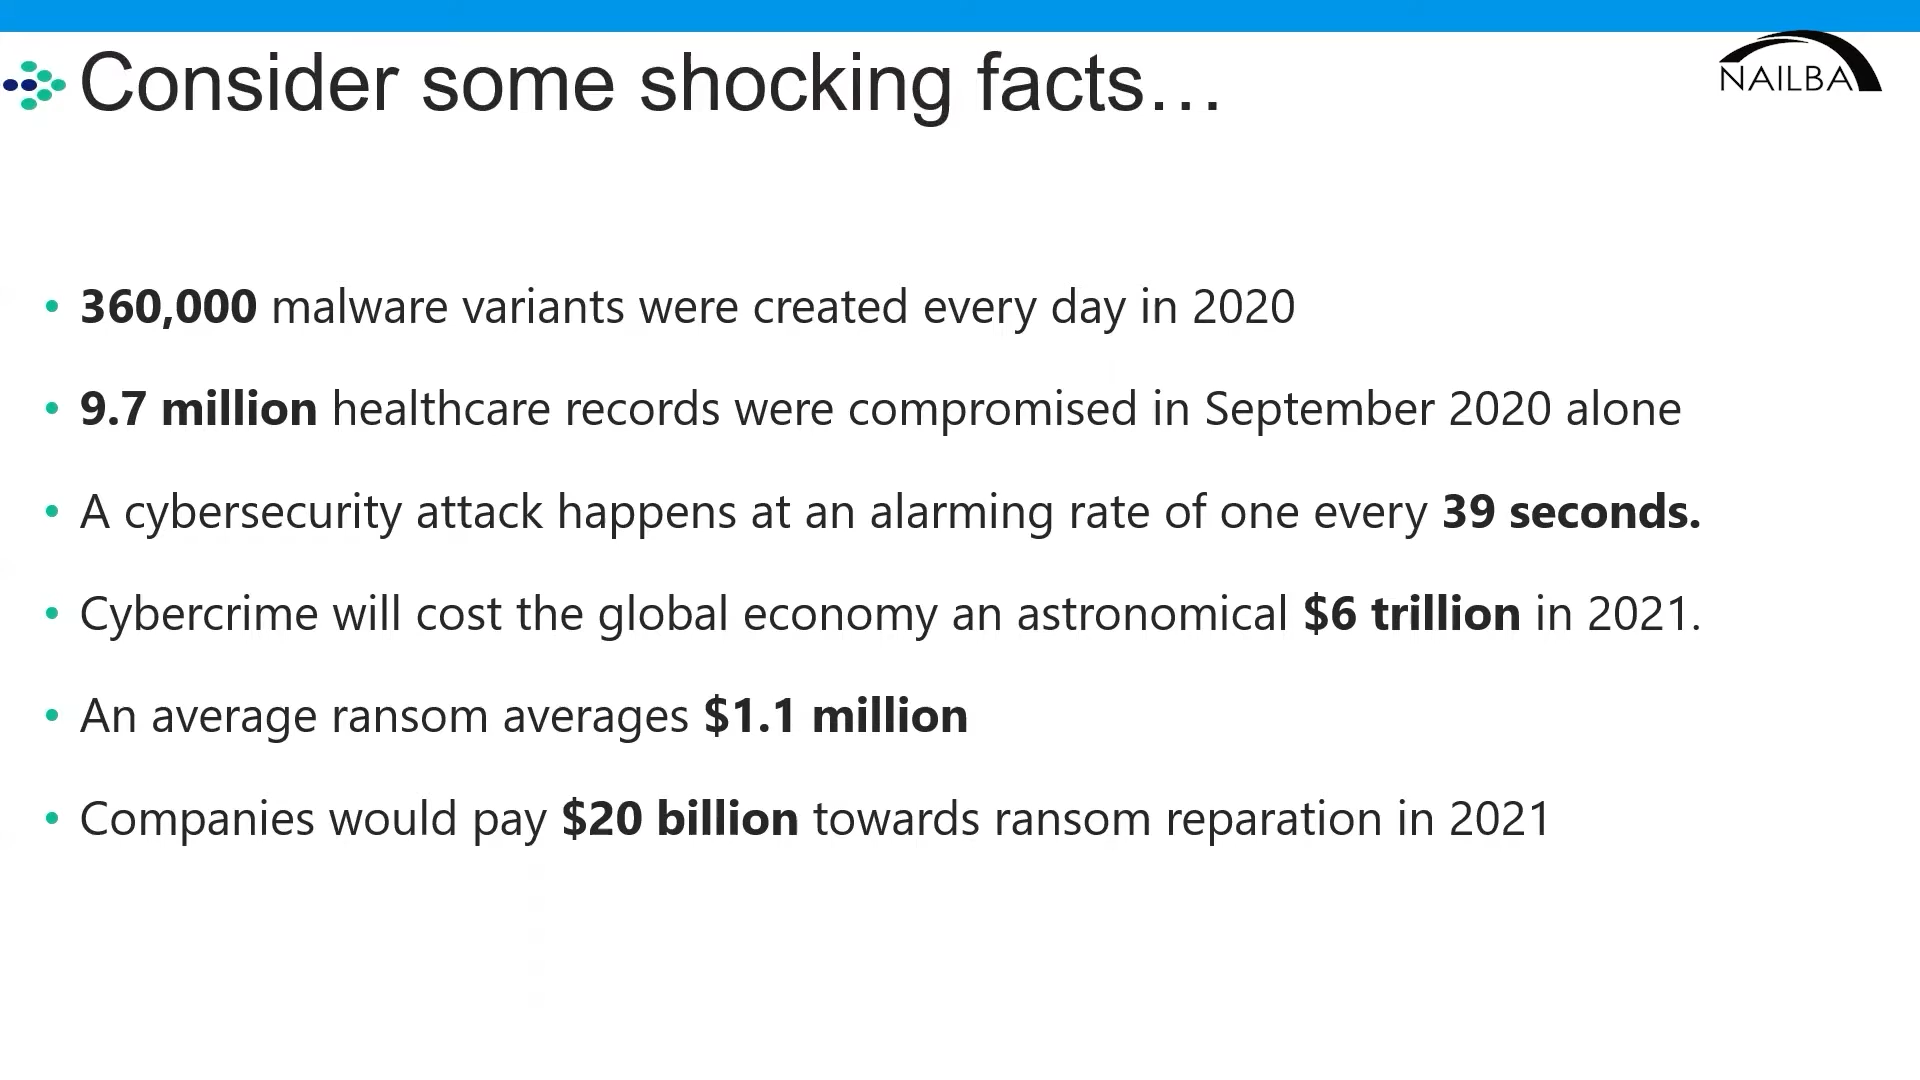 Consider some shocking facts…
NAILBA
• 360,000 malware variants were created every day in 2020
• 9.7 million healthcare records were compromised in September 2020 alone
• A cybersecurity attack happens at an alarming rate of one every 39 seconds.
• Cybercrime will cost the global economy an astronomical $6 trillion in 2021.
• An average ransom averages $1.1 million
• Companies would pay $20 billion towards ransom reparation in 2021